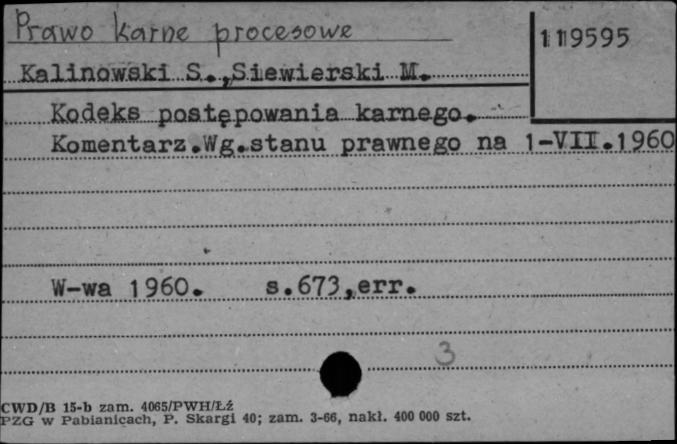 Prawo karne procesowe
119595
Kalinowski S.,Siewierski M.
Kodeks postępowania karnego.
Komentarz.Wg.stanu prawnego na 1-VII.1960
W-wa 1960. s.673,err.
3
CWD/B 15-b zam. 4065/PWH/Łź
PZG w Pabianicach, P. Skargi 40; zam. 3-66, nakł. 400 000 szt.